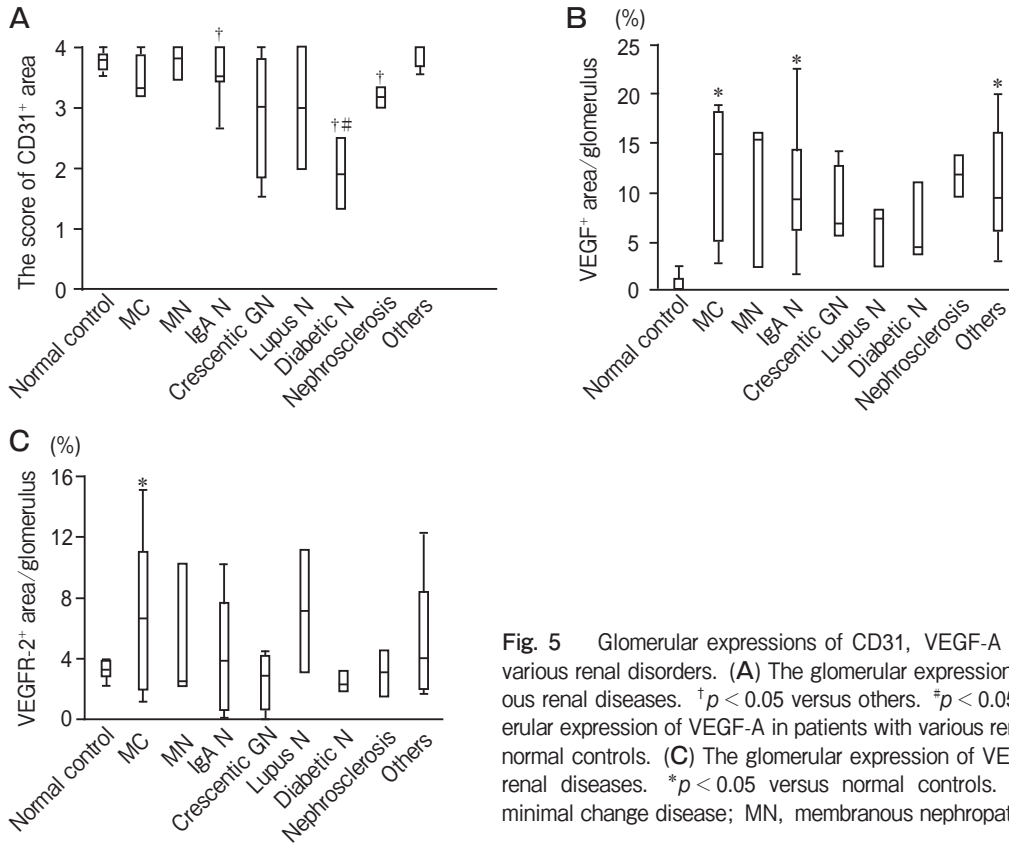 A
The score of CD31⁺ area
4
3
2
1
0
†
†#
†
Normal control
MC
MN
IgA N
Crescentic GN
Lupus N
Diabetic N
Nephrosclerosis
Others
B
(%)
VEGF⁺ area/glomerulus
25
20
15
10
5
0
*
*
*
Normal control
MC
MN
IgA N
Crescentic GN
Lupus N
Diabetic N
Nephrosclerosis
Others
C
(%)
VEGFR-2⁺ area/glomerulus
16
12
8
4
0
*
Normal control
MC
MN
IgA N
Crescentic GN
Lupus N
Diabetic N
Nephrosclerosis
Others
Fig. 5 Glomerular expressions of CD31, VEGF-A
various renal disorders. (A) The glomerular expression
ous renal diseases. †p < 0.05 versus others. #p < 0.05
erular expression of VEGF-A in patients with various ren
normal controls. (C) The glomerular expression of VE
renal diseases. *p < 0.05 versus normal controls.
minimal change disease; MN, membranous nephropat